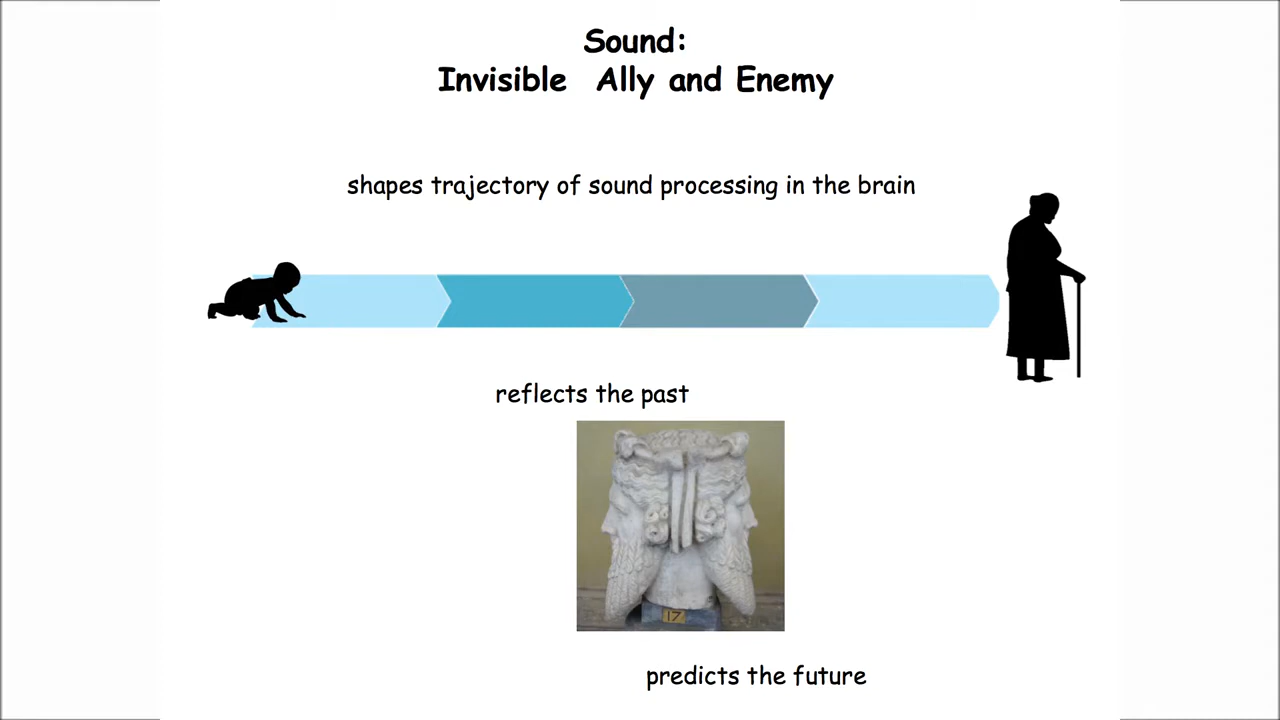 Sound:
Invisible Ally and Enemy
shapes trajectory of sound processing in the brain
reflects the past
17
predicts the future